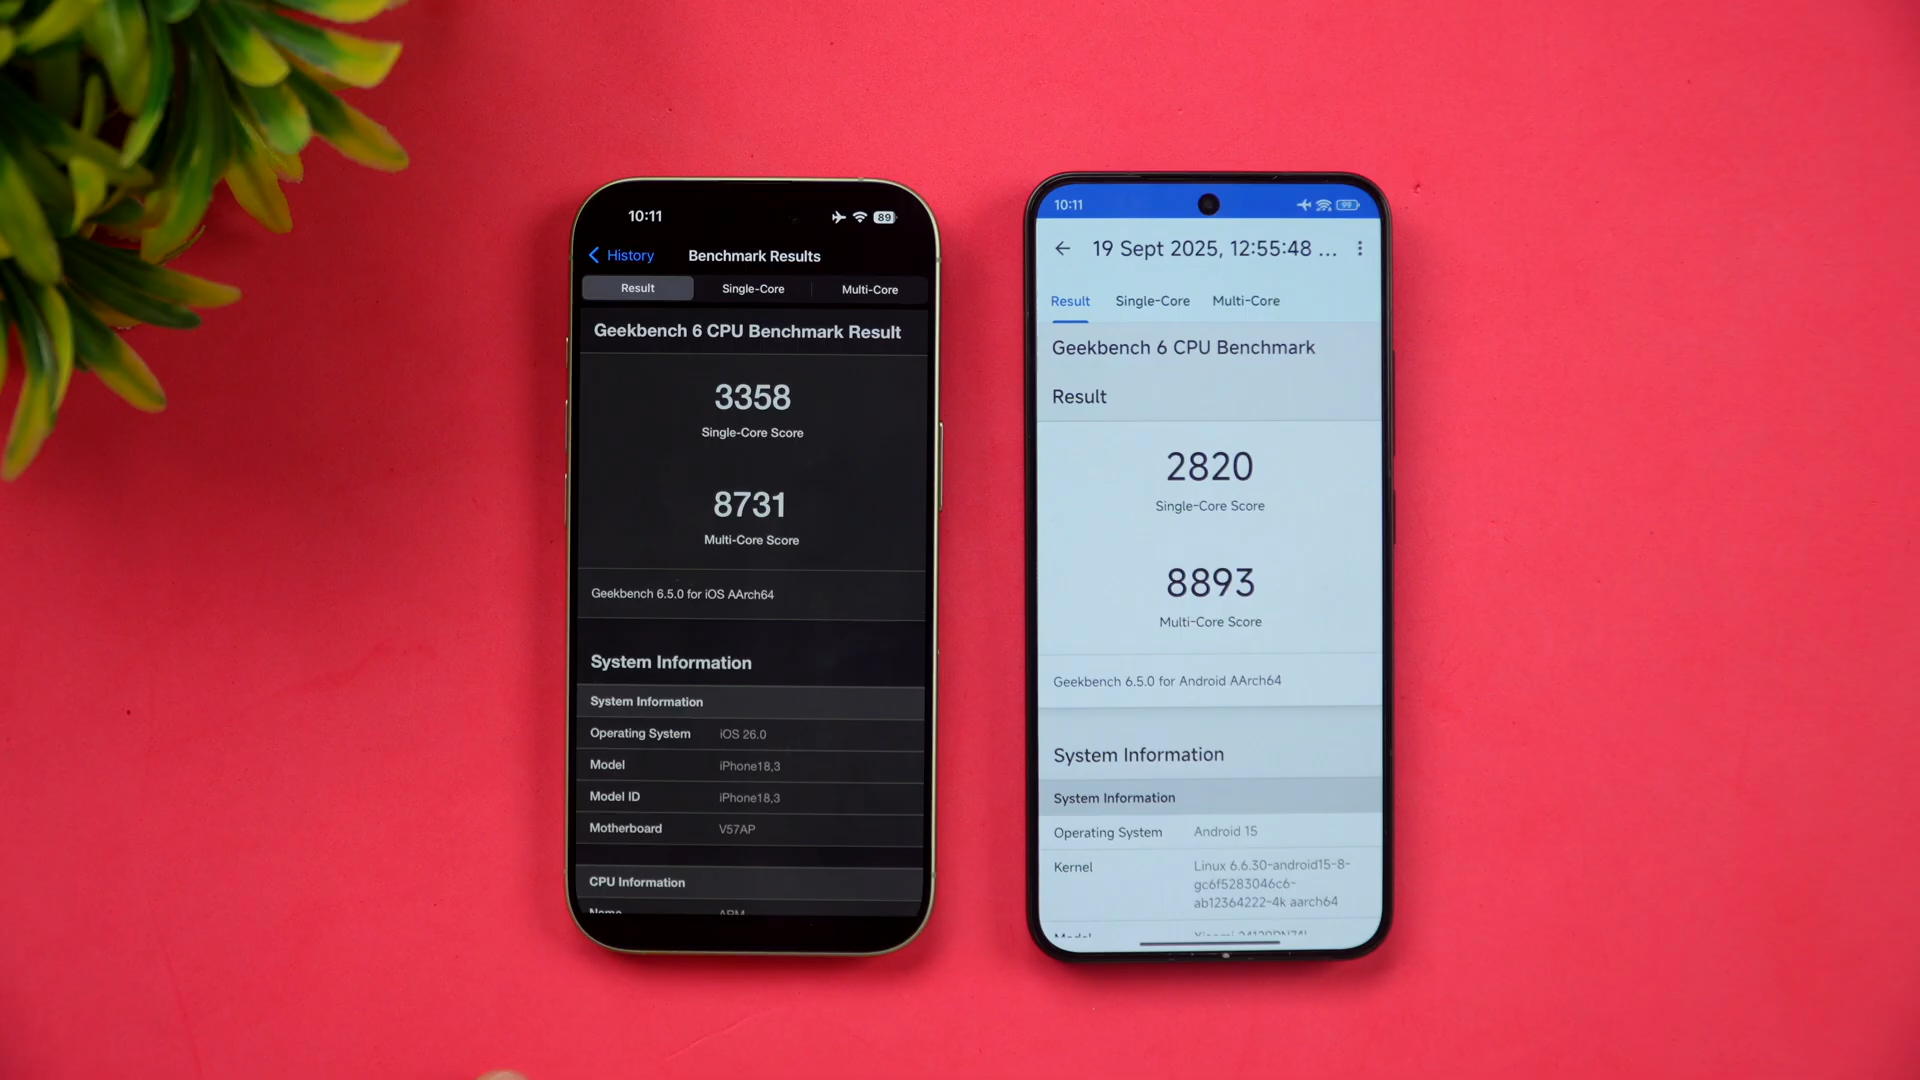 10:11
89
History
Benchmark Results
Result Single-Core Multi-Core
Geekbench 6 CPU Benchmark Result
3358
Single-Core Score
8731
Multi-Core Score
Geekbench 6.5.0 for iOS AArch64
System Information
System Information
Operating System iOS 26.0
Model iPhone18,3
Model ID iPhone18,3
Motherboard V57AP
CPU Information
Name ARM
10:11
99
19 Sept 2025, 12:55:48 ...
Result Single-Core Multi-Core
Geekbench 6 CPU Benchmark
Result
2820
Single-Core Score
8893
Multi-Core Score
Geekbench 6.5.0 for Android AArch64
System Information
System Information
Operating System Android 15
Kernel Linux 6.6.30-android15-8-
gc6f5283046c6-
ab12364222-4k aarch64
Model Xiaomi